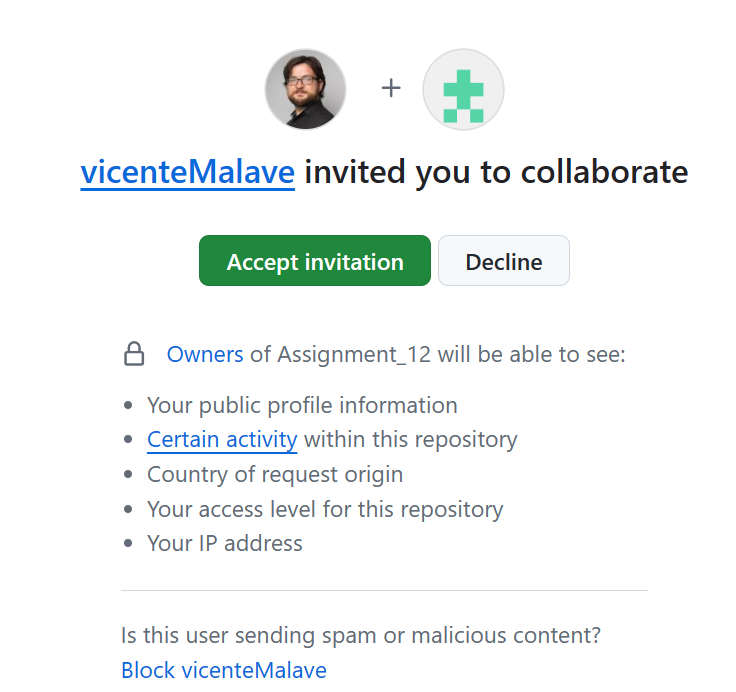 +
vicenteMalave invited you to collaborate
Accept invitation
Decline
Owners of Assignment_12 will be able to see:
• Your public profile information
• Certain activity within this repository
• Country of request origin
• Your access level for this repository
• Your IP address
Is this user sending spam or malicious content?
Block vicenteMalave